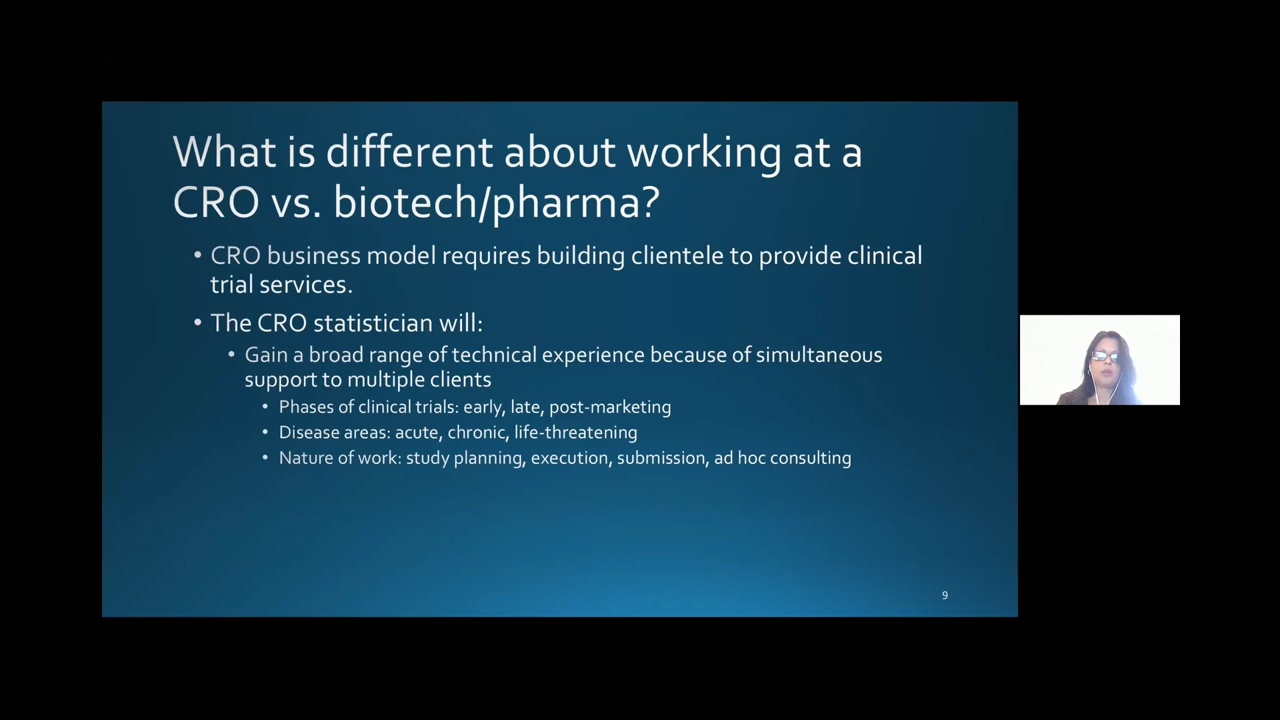 What is different about working at a
CRO vs. biotech/pharma?
• CRO business model requires building clientele to provide clinical
trial services.
• The CRO statistician will:
• Gain a broad range of technical experience because of simultaneous
support to multiple clients
• Phases of clinical trials: early, late, post-marketing
• Disease areas: acute, chronic, life-threatening
• Nature of work: study planning, execution, submission, ad hoc consulting
9